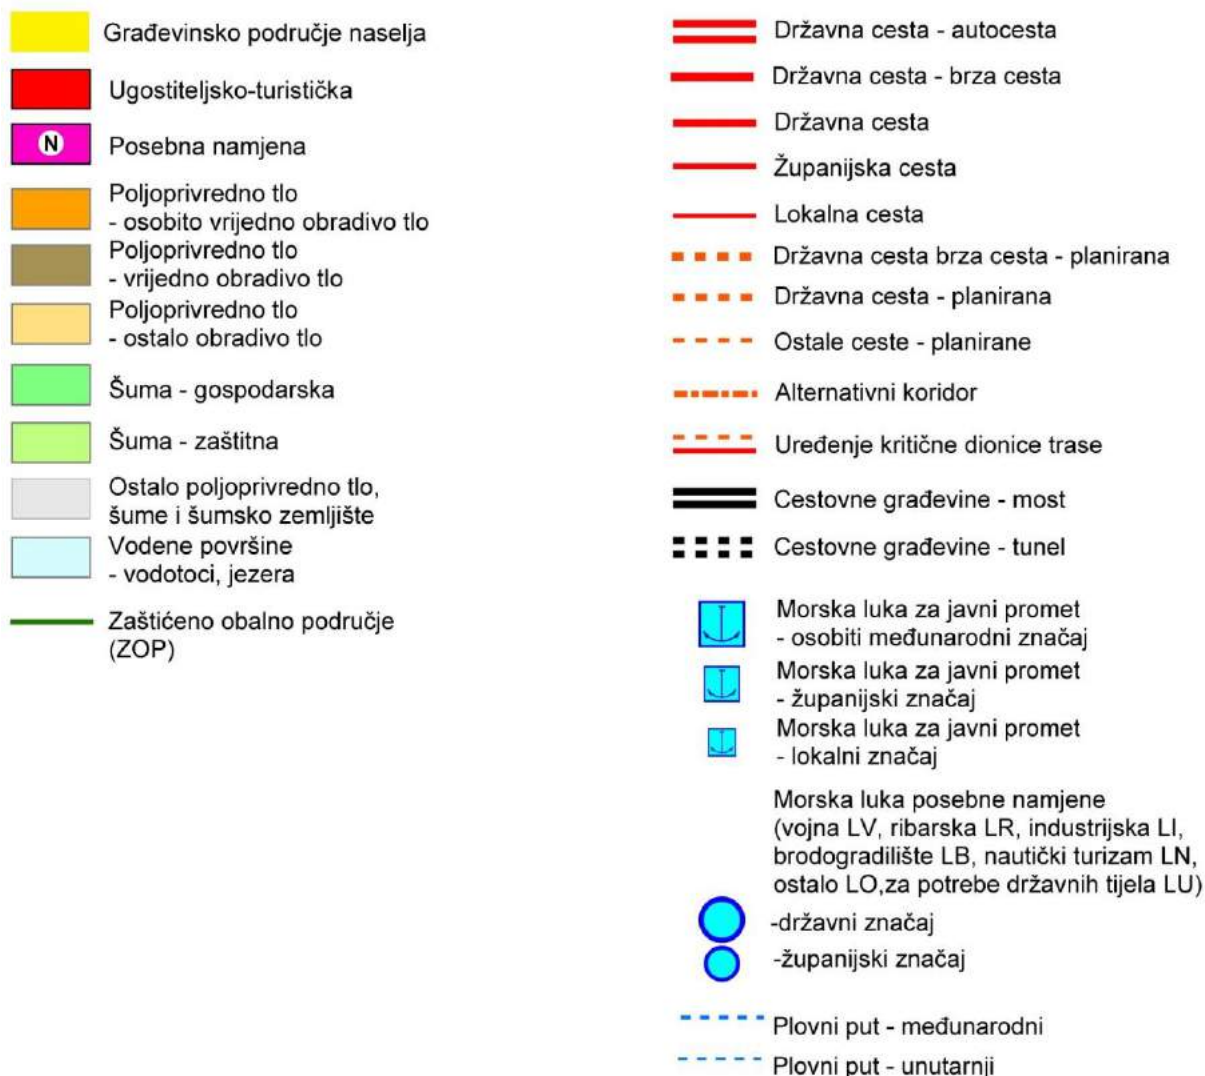 Građevinsko područje naselja
Ugostiteljsko-turistička
N
Posebna namjena
Poljoprivredno tlo
- osobito vrijedno obradivo tlo
Poljoprivredno tlo
- vrijedno obradivo tlo
Poljoprivredno tlo
- ostalo obradivo tlo
Šuma - gospodarska
Šuma - zaštitna
Ostalo poljoprivredno tlo,
šume i šumsko zemljište
Vodene površine
- vodotoci, jezera
Zaštićeno obalno područje
(ZOP)
Državna cesta - autocesta
Državna cesta - brza cesta
Državna cesta
Županijska cesta
Lokalna cesta
Državna cesta brza cesta - planirana
Državna cesta - planirana
Ostale ceste - planirane
Alternativni koridor
Uređenje kritične dionice trase
Cestovne građevine - most
Cestovne građevine - tunel
Morska luka za javni promet
- osobiti međunarodni značaj
Morska luka za javni promet
- županijski značaj
Morska luka za javni promet
- lokalni značaj
Morska luka posebne namjene
(vojna LV, ribarska LR, industrijska LI,
brodogradilište LB, nautički turizam LN,
ostalo LO,za potrebe državnih tijela LU)
-državni značaj
-županijski značaj
Plovni put - međunarodni
Plovni put - unutarnji